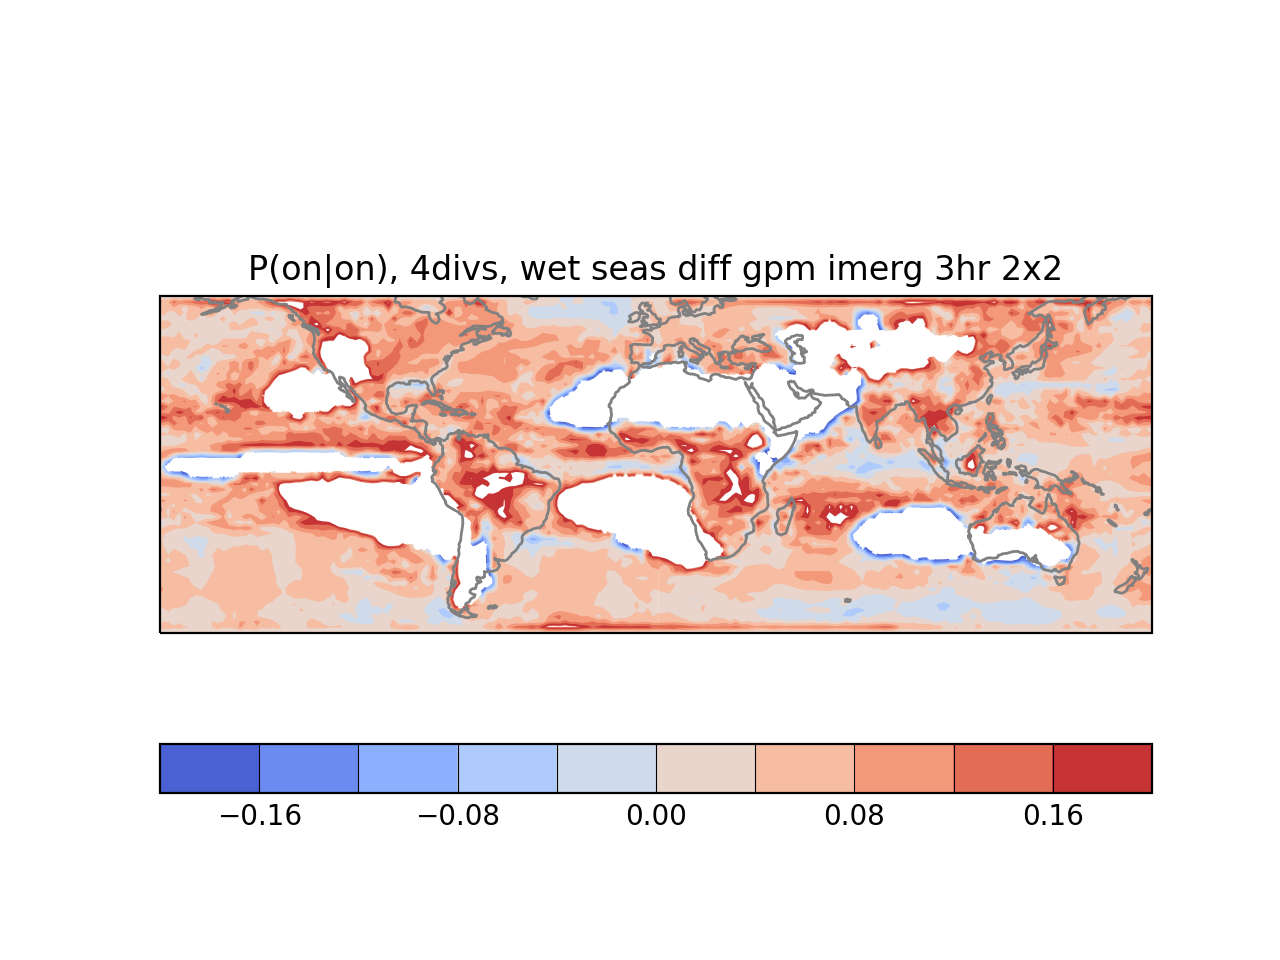 P(on|on), 4divs, wet seas diff gpm imerg 3hr 2x2
−0.16 −0.08 0.00 0.08 0.16